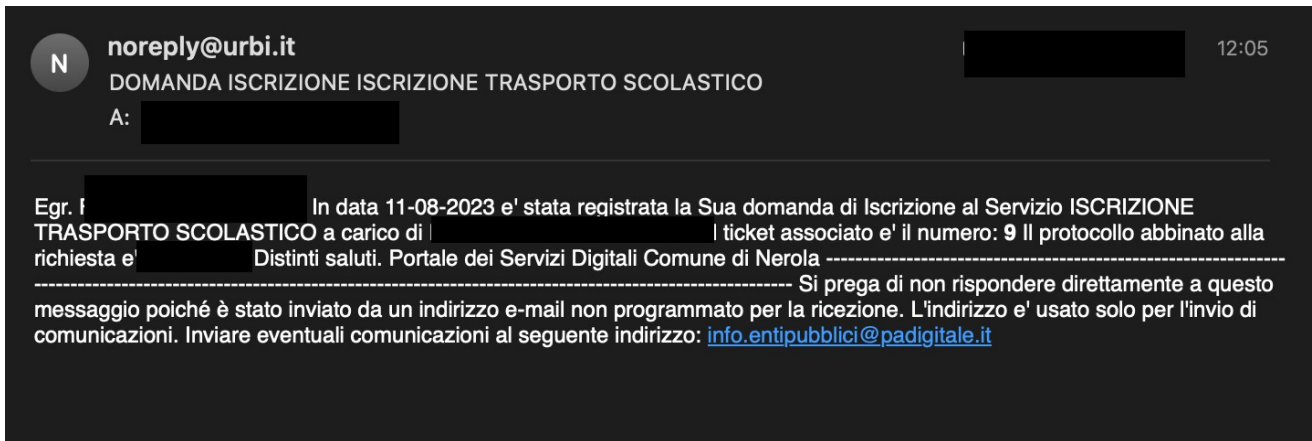 N
noreply@urbi.it
12:05
DOMANDA ISCRIZIONE ISCRIZIONE TRASPORTO SCOLASTICO
A:
Egr. In data 11-08-2023 e' stata registrata la Sua domanda di Iscrizione al Servizio ISCRIZIONE
TRASPORTO SCOLASTICO a carico di ticket associato e' il numero: 9 Il protocollo abbinato alla
richiesta e' Distinti saluti. Portale dei Servizi Digitali Comune di Nerola ---------------------------------------------------------------
--------------------------------------------------------------------------------------------------------- Si prega di non rispondere direttamente a questo
messaggio poiché è stato inviato da un indirizzo e-mail non programmato per la ricezione. L'indirizzo e' usato solo per l'invio di
comunicazioni. Inviare eventuali comunicazioni al seguente indirizzo: info.entipubblici@padigitale.it